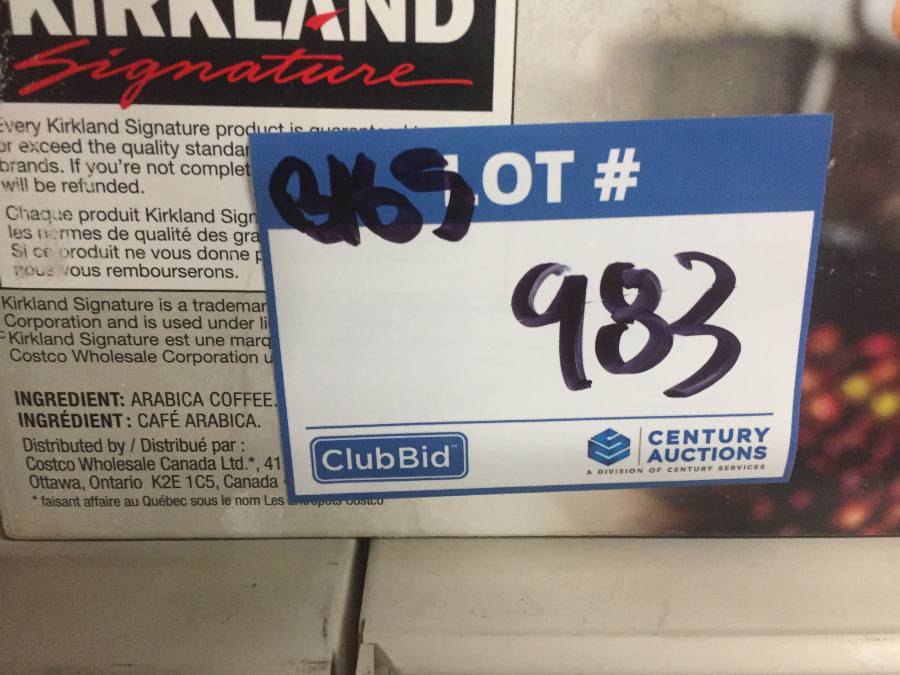 KIRKLAND
Signature
Every Kirkland Signature product is
or exceed the quality standar
brands. If you're not complet
will be refunded.
Chaque produit Kirkland Sign
les normes de qualité des gra
Si ce produit ne vous donne p
nous vous rembourserons.
Kirkland Signature is a trademar
Corporation and is used under li
Kirkland Signature est une marq
Costco Wholesale Corporation u
INGREDIENT: ARABICA COFFEE.
INGRÉDIENT : CAFÉ ARABICA.
Distributed by / Distribué par :
Costco Wholesale Canada Ltd.*, 41
Ottawa, Ontario K2E 1C5, Canada
* faisant affaire au Québec sous le nom Les Entrepôts Costco
LOT #
983
ClubBid™
CENTURY
AUCTIONS
A DIVISION OF CENTURY SERVICES